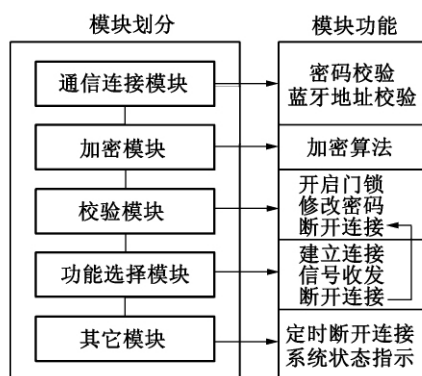 模块划分
模块功能
通信连接模块
密码校验
蓝牙地址校验
加密模块
加密算法
校验模块
开启门锁
修改密码
断开连接
功能选择模块
建立连接
信号收发
断开连接
其它模块
定时断开连接
系统状态指示